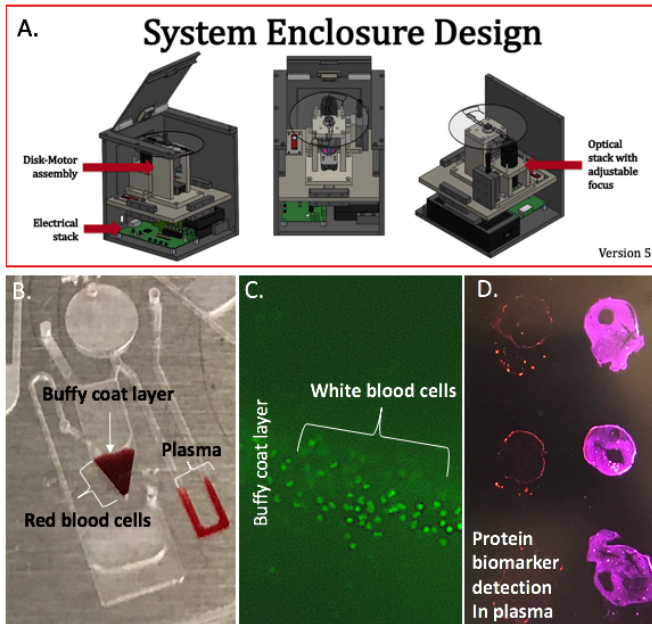 A.
System Enclosure Design
Disk-Motor
assembly
Electrical
stack
Optical
stack with
adjustable
focus
Version 5
B.
Buffy coat layer
Plasma
Red blood cells
C.
White blood cells
Buffy coat layer
D.
Protein
biomarker
detection
In plasma